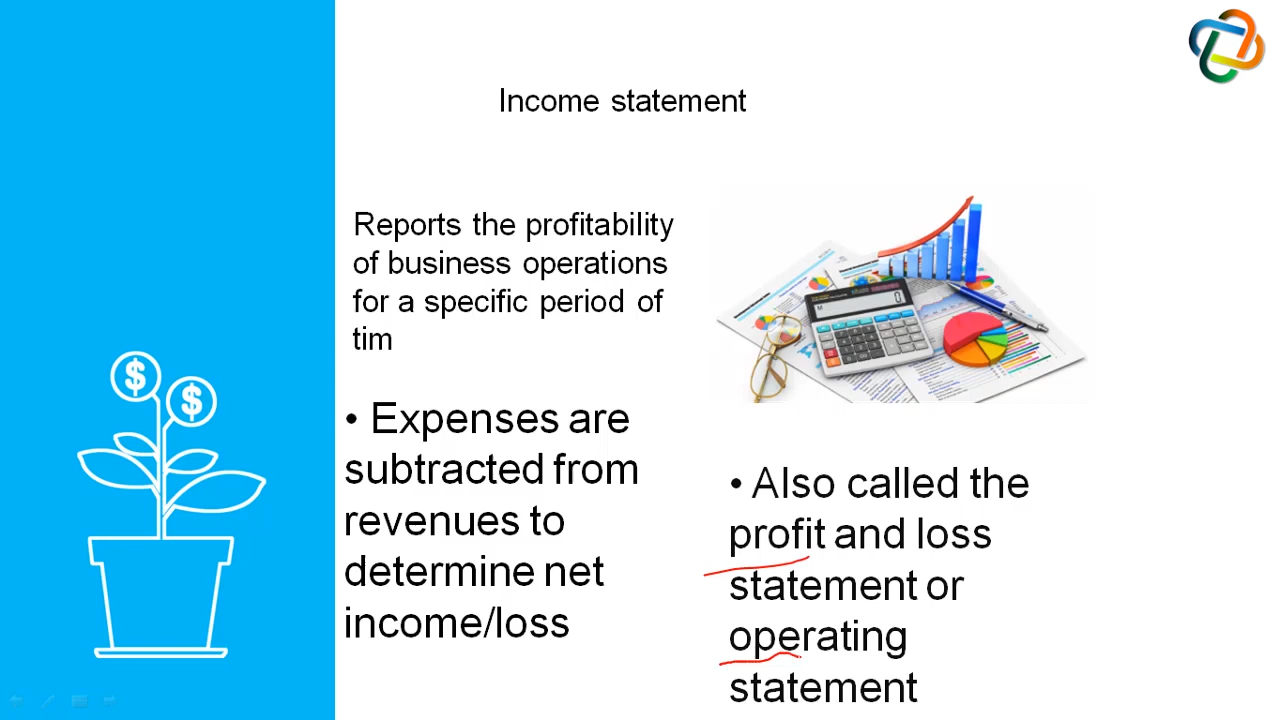 Income statement
Reports the profitability
of business operations
for a specific period of
tim
• Expenses are
subtracted from
revenues to
determine net
income/loss
• Also called the
profit and loss
statement or
operating
statement
$
$
0
M